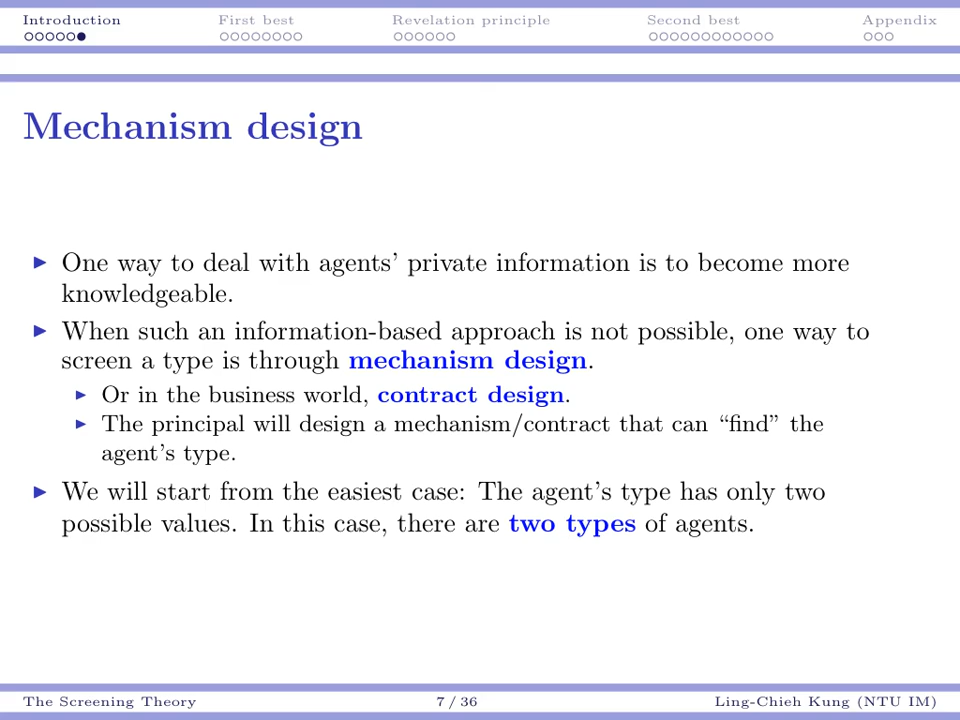 Introduction First best Revelation principle Second best Appendix
Mechanism design
One way to deal with agents’ private information is to become more
knowledgeable.
When such an information-based approach is not possible, one way to
screen a type is through mechanism design.
Or in the business world, contract design.
The principal will design a mechanism/contract that can “find” the
agent’s type.
We will start from the easiest case: The agent’s type has only two
possible values. In this case, there are two types of agents.
The Screening Theory 7 / 36 Ling-Chieh Kung (NTU IM)